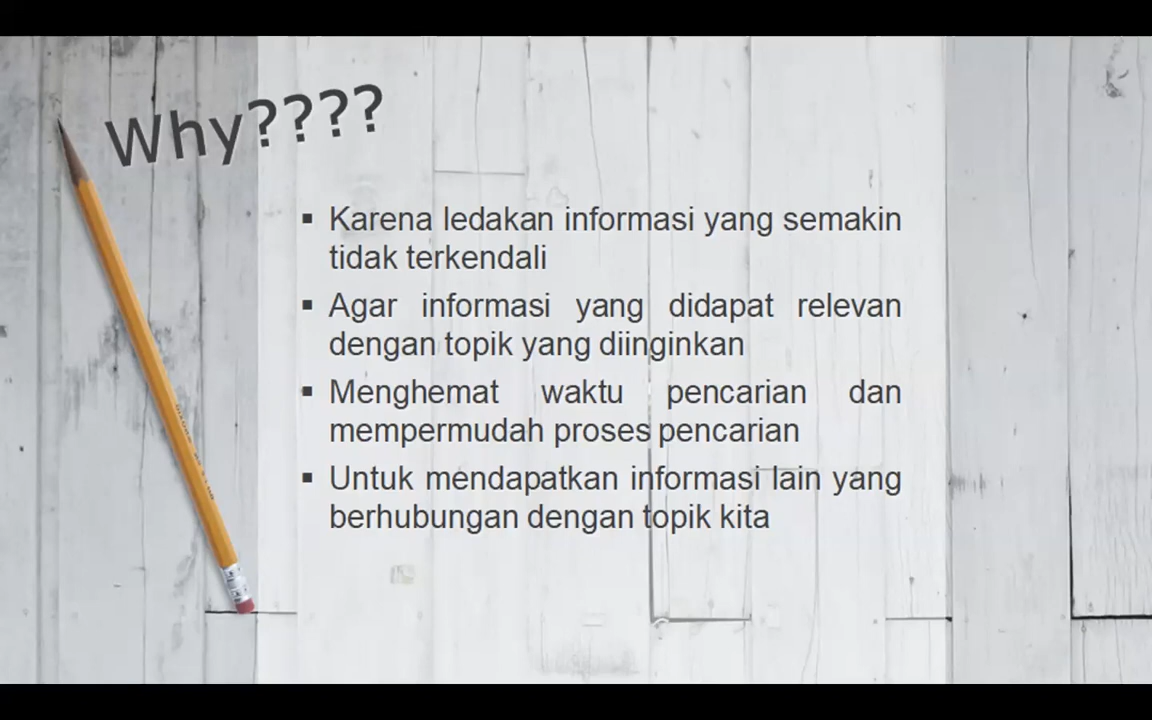 Why????
▪ Karena ledakan informasi yang semakin
tidak terkendali
▪ Agar informasi yang didapat relevan
dengan topik yang diinginkan
▪ Menghemat waktu pencarian dan
mempermudah proses pencarian
▪ Untuk mendapatkan informasi lain yang
berhubungan dengan topik kita